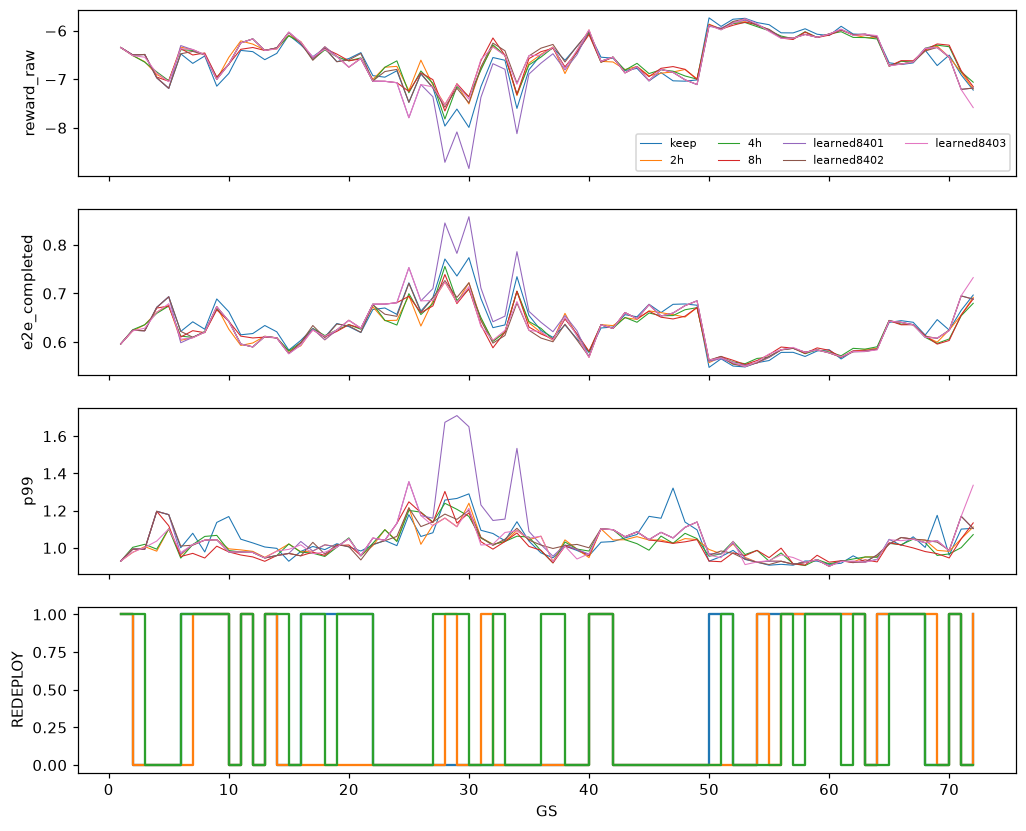 −6
−7
−8
reward_raw
keep
2h
4h
8h
learned8401
learned8402
learned8403
0.8
0.7
0.6
e2e_completed
1.6
1.4
1.2
1.0
p99
1.00
0.75
0.50
0.25
0.00
REDEPLOY
0 10 20 30 40 50 60 70
GS